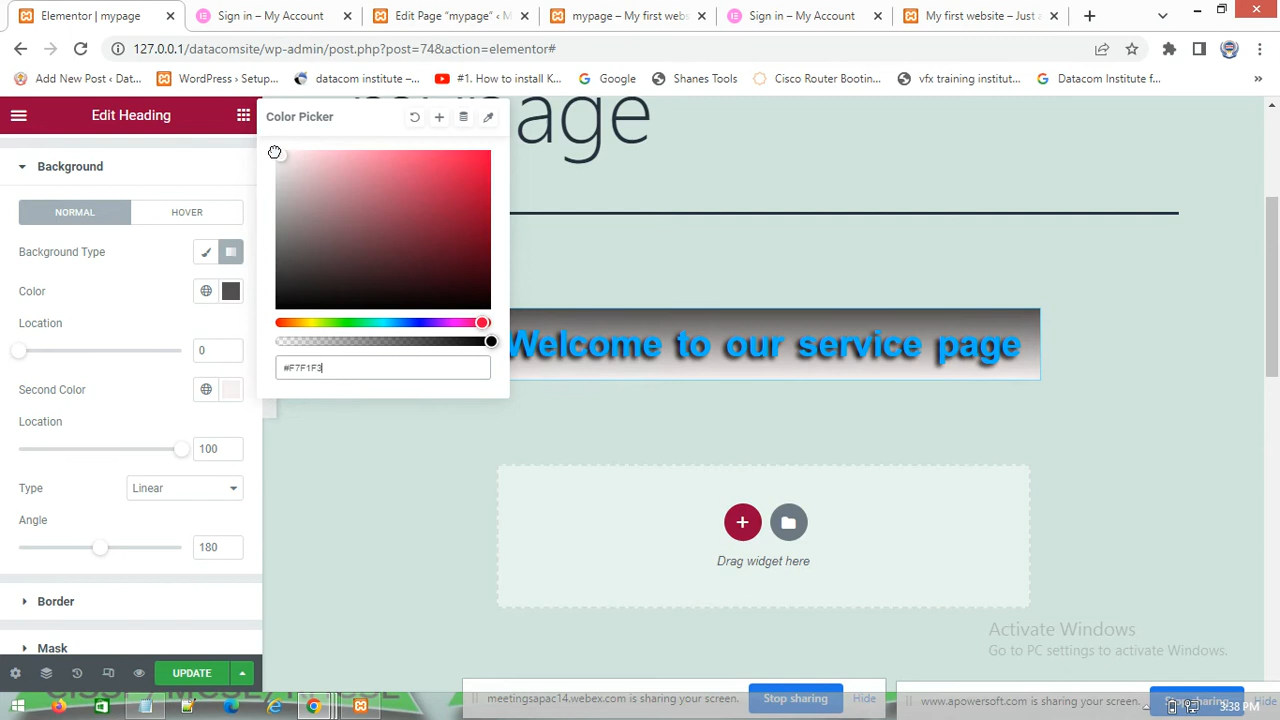 Elementor | mypage
Sign in – My Account
Edit Page “mypage” ‹ M
mypage – My first webs
Sign in – My Account
My first website – Just a
127.0.0.1/datacomsite/wp-admin/post.php?post=74&action=elementor#
Add New Post ‹ Dat...
WordPress › Setup...
datacom institute –...
#1. How to install K...
Google
Shanes Tools
Cisco Router Bootin...
vfx training institut...
Datacom Institute f...
»
Edit Heading
Color Picker
Background
NORMAL
HOVER
Background Type
Color
Location
0
Second Color
Location
100
Type
Linear
Angle
180
Border
Mask
UPDATE
#F7F1F3
page
Welcome to our service page
Drag widget here
Activate Windows
Go to PC settings to activate Windows.
meetingsapac14.webex.com is sharing your screen.
Stop sharing
Hide
www.apowersoft.com is sharing your screen.
Stop sharing
Hide
3:38 PM